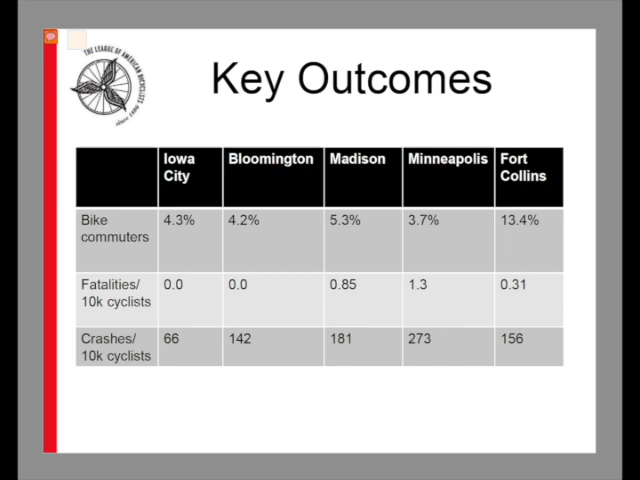 THE LEAGUE OF AMERICAN BICYCLISTS
since 1880
Key Outcomes
Iowa City Bloomington Madison Minneapolis Fort Collins
Bike commuters 4.3% 4.2% 5.3% 3.7% 13.4%
Fatalities/ 10k cyclists 0.0 0.0 0.85 1.3 0.31
Crashes/ 10k cyclists 66 142 181 273 156